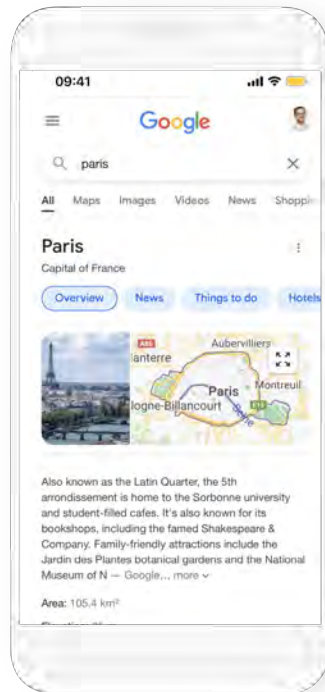 09:41
Google
paris
All Maps Images Videos News Shoppin
Paris
Capital of France
Overview News Things to do Hotels
A86 Aubervilliers
anterre
Paris Montreuil
logne-Billancourt Seine
Also known as the Latin Quarter, the 5th
arrondissement is home to the Sorbonne university
and student-filled cafes. It's also known for its
bookshops, including the famed Shakespeare &
Company. Family-friendly attractions include the
Jardin des Plantes botanical gardens and the National
Museum of N — Google... more
Area: 105.4 km²